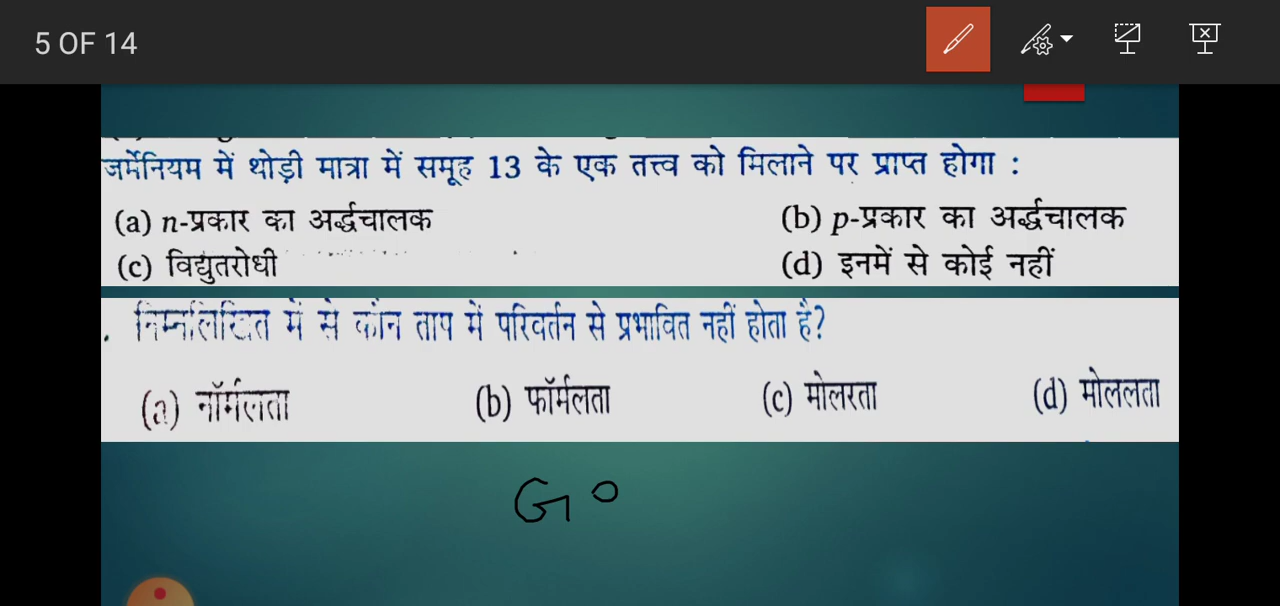 5 OF 14
जर्मेनियम में थोड़ी मात्रा में समूह 13 के एक तत्त्व को मिलाने पर प्राप्त होगा :
(a) n-प्रकार का अर्द्धचालक (b) p-प्रकार का अर्द्धचालक
(c) विद्युतरोधी (d) इनमें से कोई नहीं
. निम्नलिखित में से कौन ताप में परिवर्तन से प्रभावित नहीं होता है?
(a) नॉर्मलता (b) फॉर्मलता (c) मोलरता (d) मोललता
G